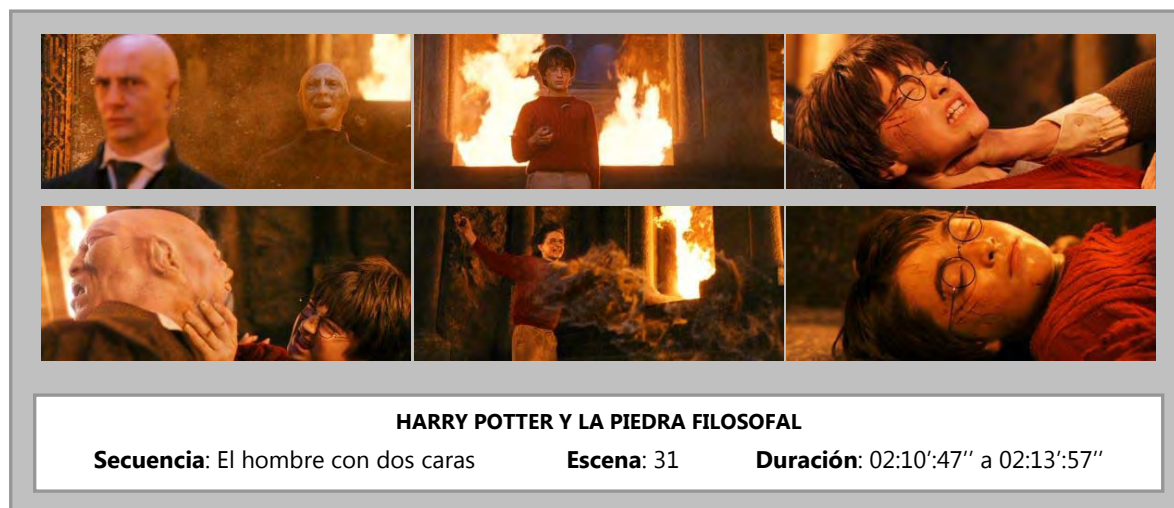 HARRY POTTER Y LA PIEDRA FILOSOFAL
Secuencia: El hombre con dos caras Escena: 31 Duración: 02:10’:47’’ a 02:13’:57’’